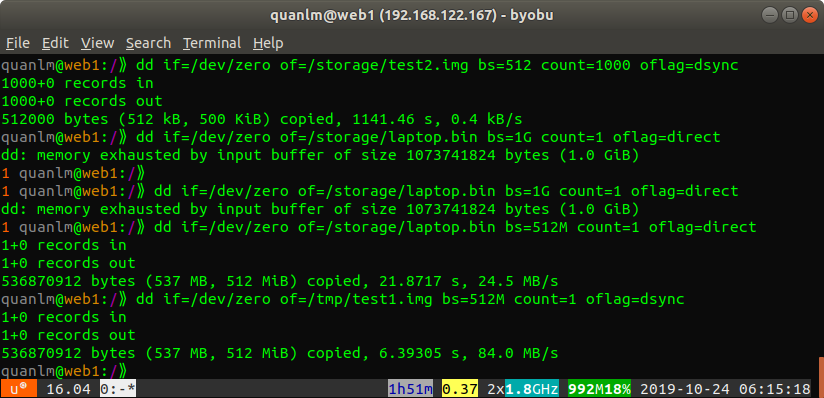 quanlm@web1 (192.168.122.167) - byobu
File Edit View Search Terminal Help
quanlm@web1:/⟫ dd if=/dev/zero of=/storage/test2.img bs=512 count=1000 oflag=dsync
1000+0 records in
1000+0 records out
512000 bytes (512 kB, 500 KiB) copied, 1141.46 s, 0.4 kB/s
quanlm@web1:/⟫ dd if=/dev/zero of=/storage/laptop.bin bs=1G count=1 oflag=direct
dd: memory exhausted by input buffer of size 1073741824 bytes (1.0 GiB)
1 quanlm@web1:/⟫
1 quanlm@web1:/⟫ dd if=/dev/zero of=/storage/laptop.bin bs=1G count=1 oflag=direct
dd: memory exhausted by input buffer of size 1073741824 bytes (1.0 GiB)
1 quanlm@web1:/⟫ dd if=/dev/zero of=/storage/laptop.bin bs=512M count=1 oflag=direct
1+0 records in
1+0 records out
536870912 bytes (537 MB, 512 MiB) copied, 21.8717 s, 24.5 MB/s
quanlm@web1:/⟫ dd if=/dev/zero of=/tmp/test1.img bs=512M count=1 oflag=dsync
1+0 records in
1+0 records out
536870912 bytes (537 MB, 512 MiB) copied, 6.39305 s, 84.0 MB/s
quanlm@web1:/⟫
u® 16.04 0:-* 1h51m 0.37 2x1.8GHz 992M18% 2019-10-24 06:15:18